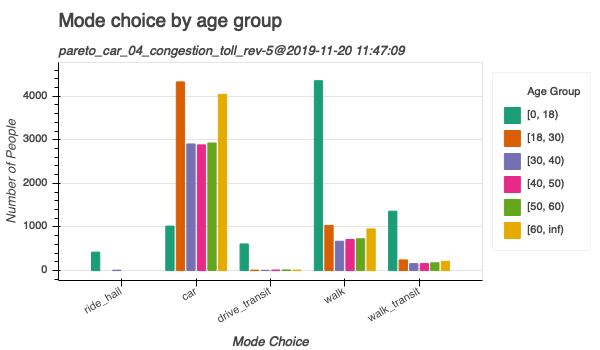 Mode choice by age group
pareto_car_04_congestion_toll_rev-5@2019-11-20 11:47:09
Number of People
4000
3000
2000
1000
0
ride_hail
car
drive_transit
walk
walk_transit
Mode Choice
Age Group
[0, 18)
[18, 30)
[30, 40)
[40, 50)
[50, 60)
[60, inf)